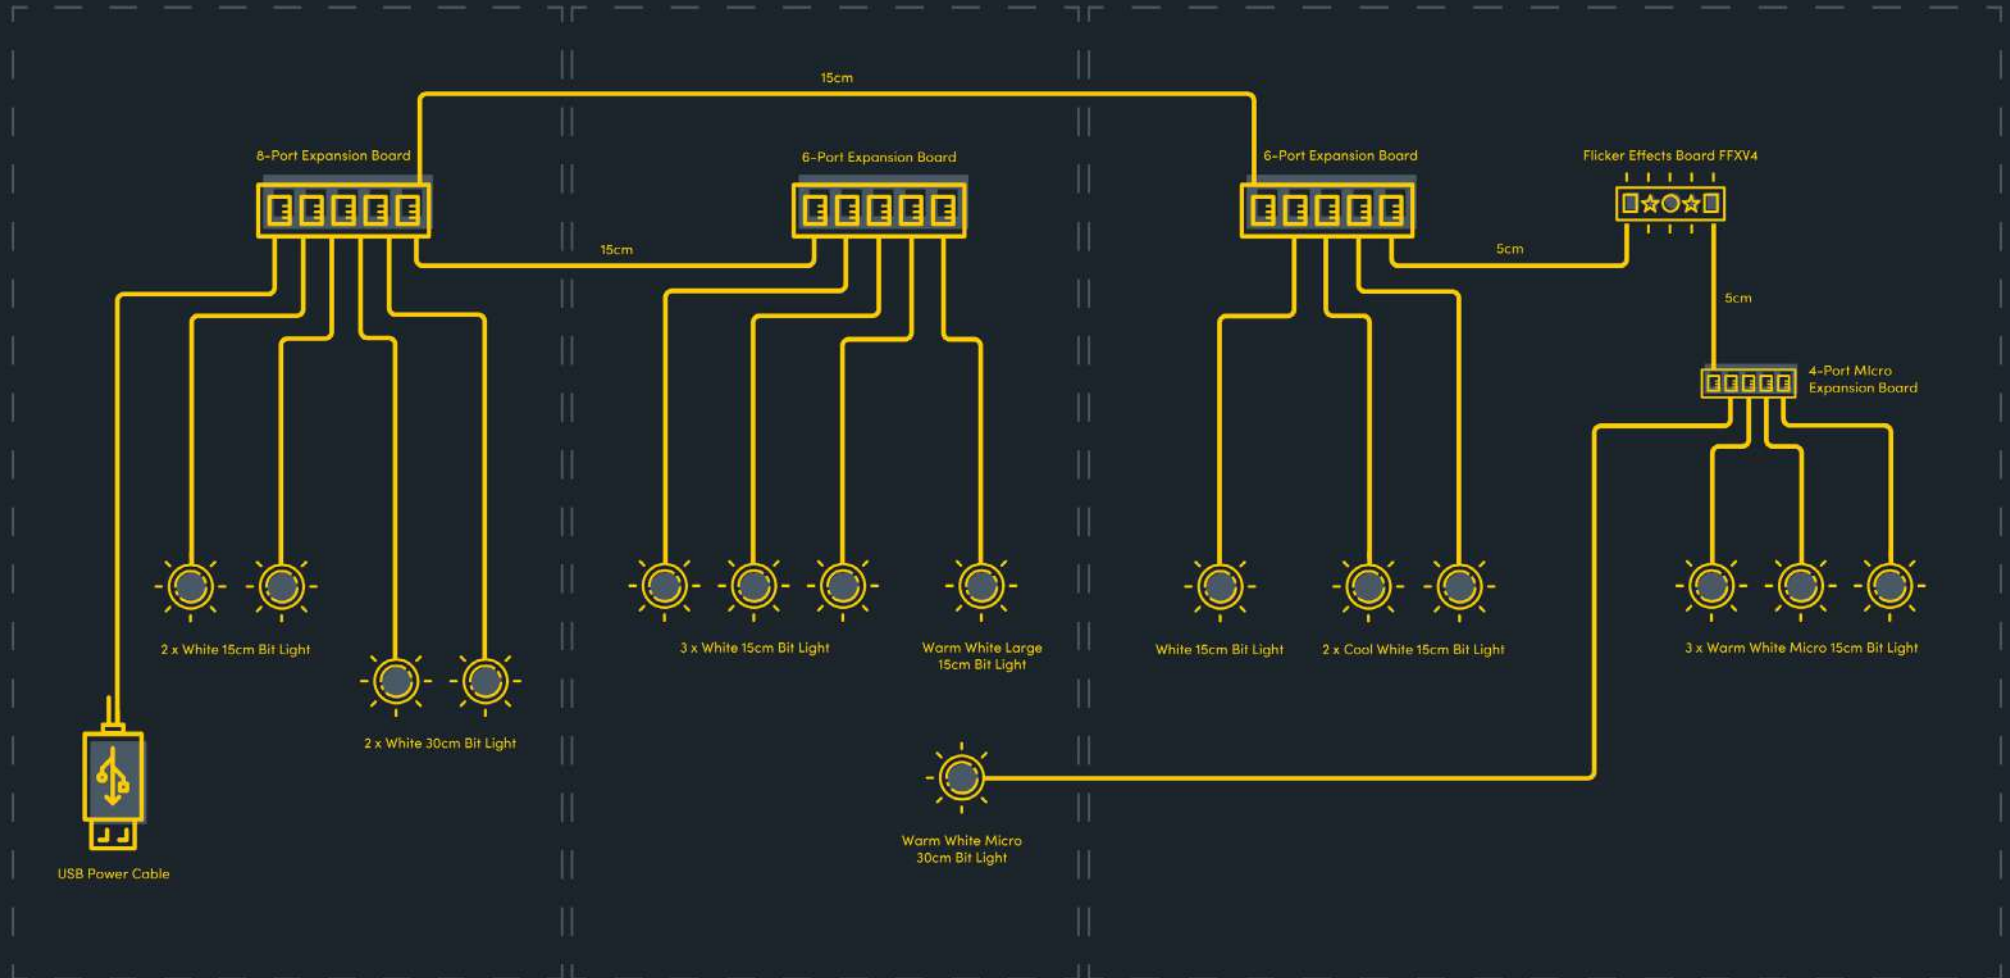 15cm
8-Port Expansion Board
6-Port Expansion Board
6-Port Expansion Board
Flicker Effects Board FFXV4
15cm
5cm
5cm
4-Port MIcro
Expansion Board
2 x White 15cm Bit Light
3 x White 15cm Bit Light
Warm White Large
15cm Bit Light
White 15cm Bit Light
2 x Cool White 15cm Bit Light
3 x Warm White Micro 15cm Bit Light
2 x White 30cm Bit Light
Warm White Micro
30cm Bit Light
USB Power Cable